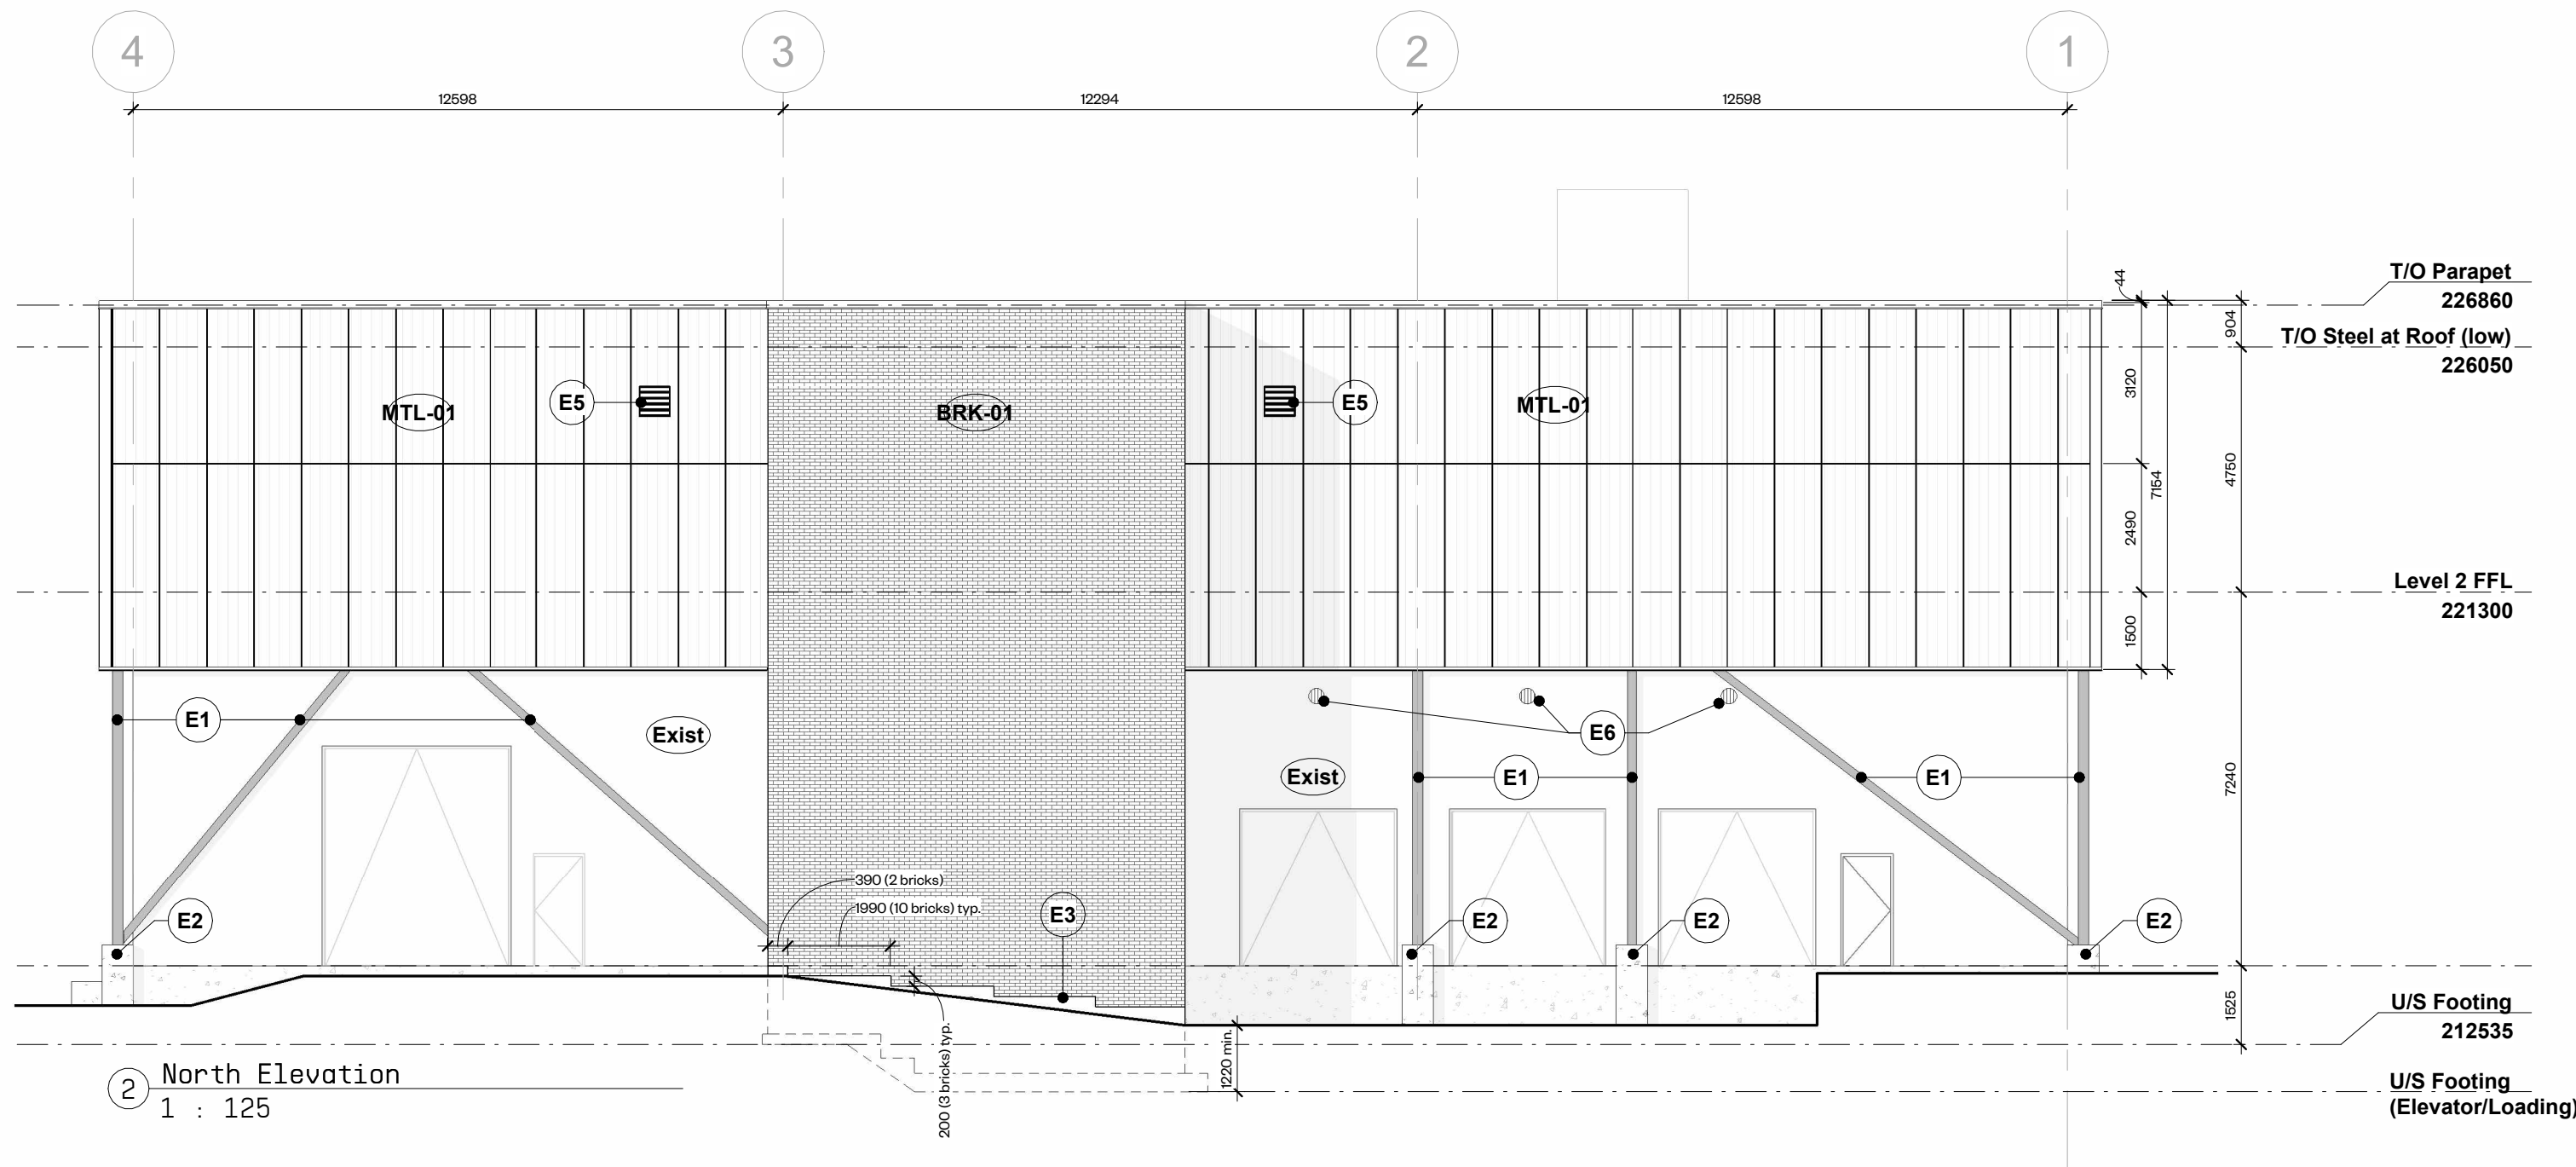 4
3
2
1
12598
12294
12598
44
T/O Parapet
226860
904
T/O Steel at Roof (low)
226050
3120
MTL-01
E5
BRK-01
E5
MTL-01
7154
4750
2490
Level 2 FFL
221300
1500
E1
Exist
E6
Exist
E1
E1
7240
390 (2 bricks)
1990 (10 bricks) typ.
E3
E2
E2
E2
E2
1525
U/S Footing
212535
200 (3 bricks) typ.
1220 min.
2
North Elevation
1 : 125
U/S Footing
(Elevator/Loading)